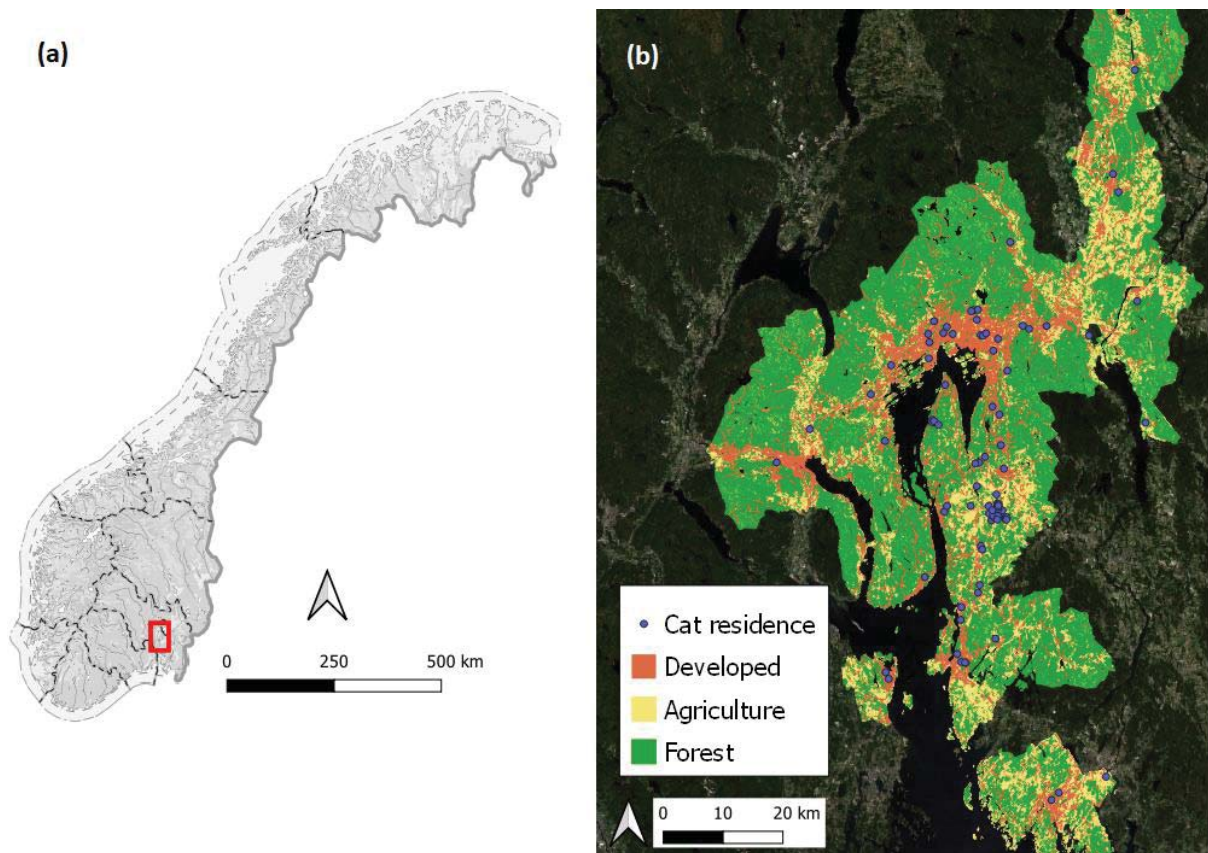 (a)
0 250 500 km
(b)
Cat residence
Developed
Agriculture
Forest
0 10 20 km